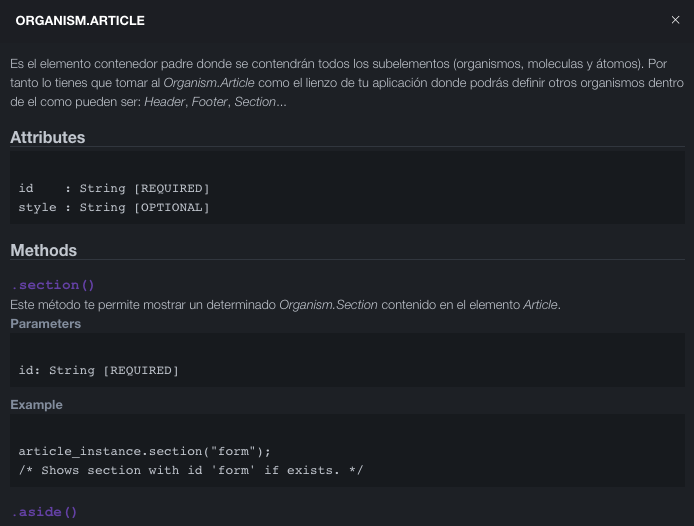 ORGANISM.ARTICLE ×
Es el elemento contenedor padre donde se contendrán todos los subelementos (organismos, moleculas y átomos). Por
tanto lo tienes que tomar al Organism.Article como el lienzo de tu aplicación donde podrás definir otros organismos dentro
de el como pueden ser: Header, Footer, Section...
Attributes
id    : String [REQUIRED]
style : String [OPTIONAL]
Methods
.section()
Este método te permite mostrar un determinado Organism.Section contenido en el elemento Article.
Parameters
id: String [REQUIRED]
Example
article_instance.section("form");
/* Shows section with id 'form' if exists. */
.aside()